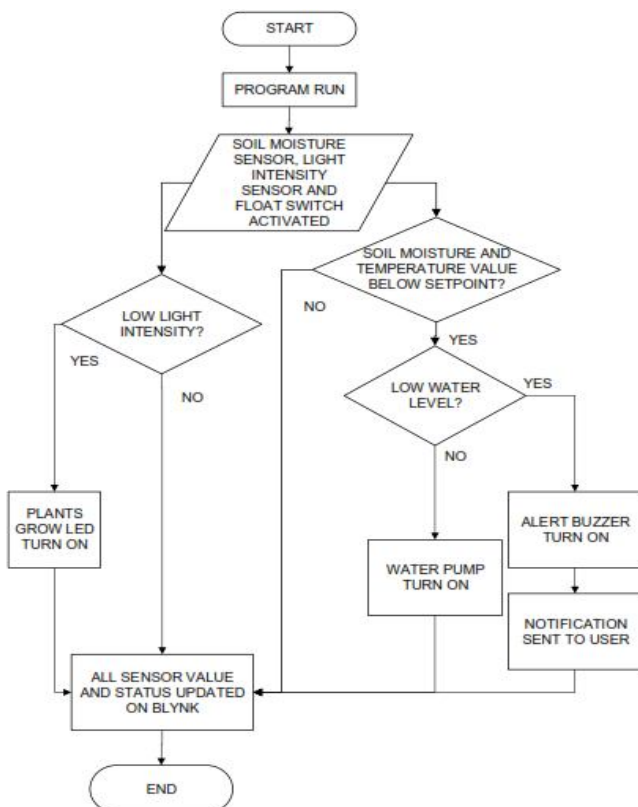 START
PROGRAM RUN
SOIL MOISTURE
SENSOR, LIGHT
INTENSITY
SENSOR AND
FLOAT SWITCH
ACTIVATED
SOIL MOISTURE AND
TEMPERATURE VALUE
BELOW SETPOINT?
NO
YES
LOW LIGHT
INTENSITY?
YES
NO
LOW WATER
LEVEL?
YES
NO
PLANTS
GROW LED
TURN ON
WATER PUMP
TURN ON
ALERT BUZZER
TURN ON
NOTIFICATION
SENT TO USER
ALL SENSOR VALUE
AND STATUS UPDATED
ON BLYNK
END